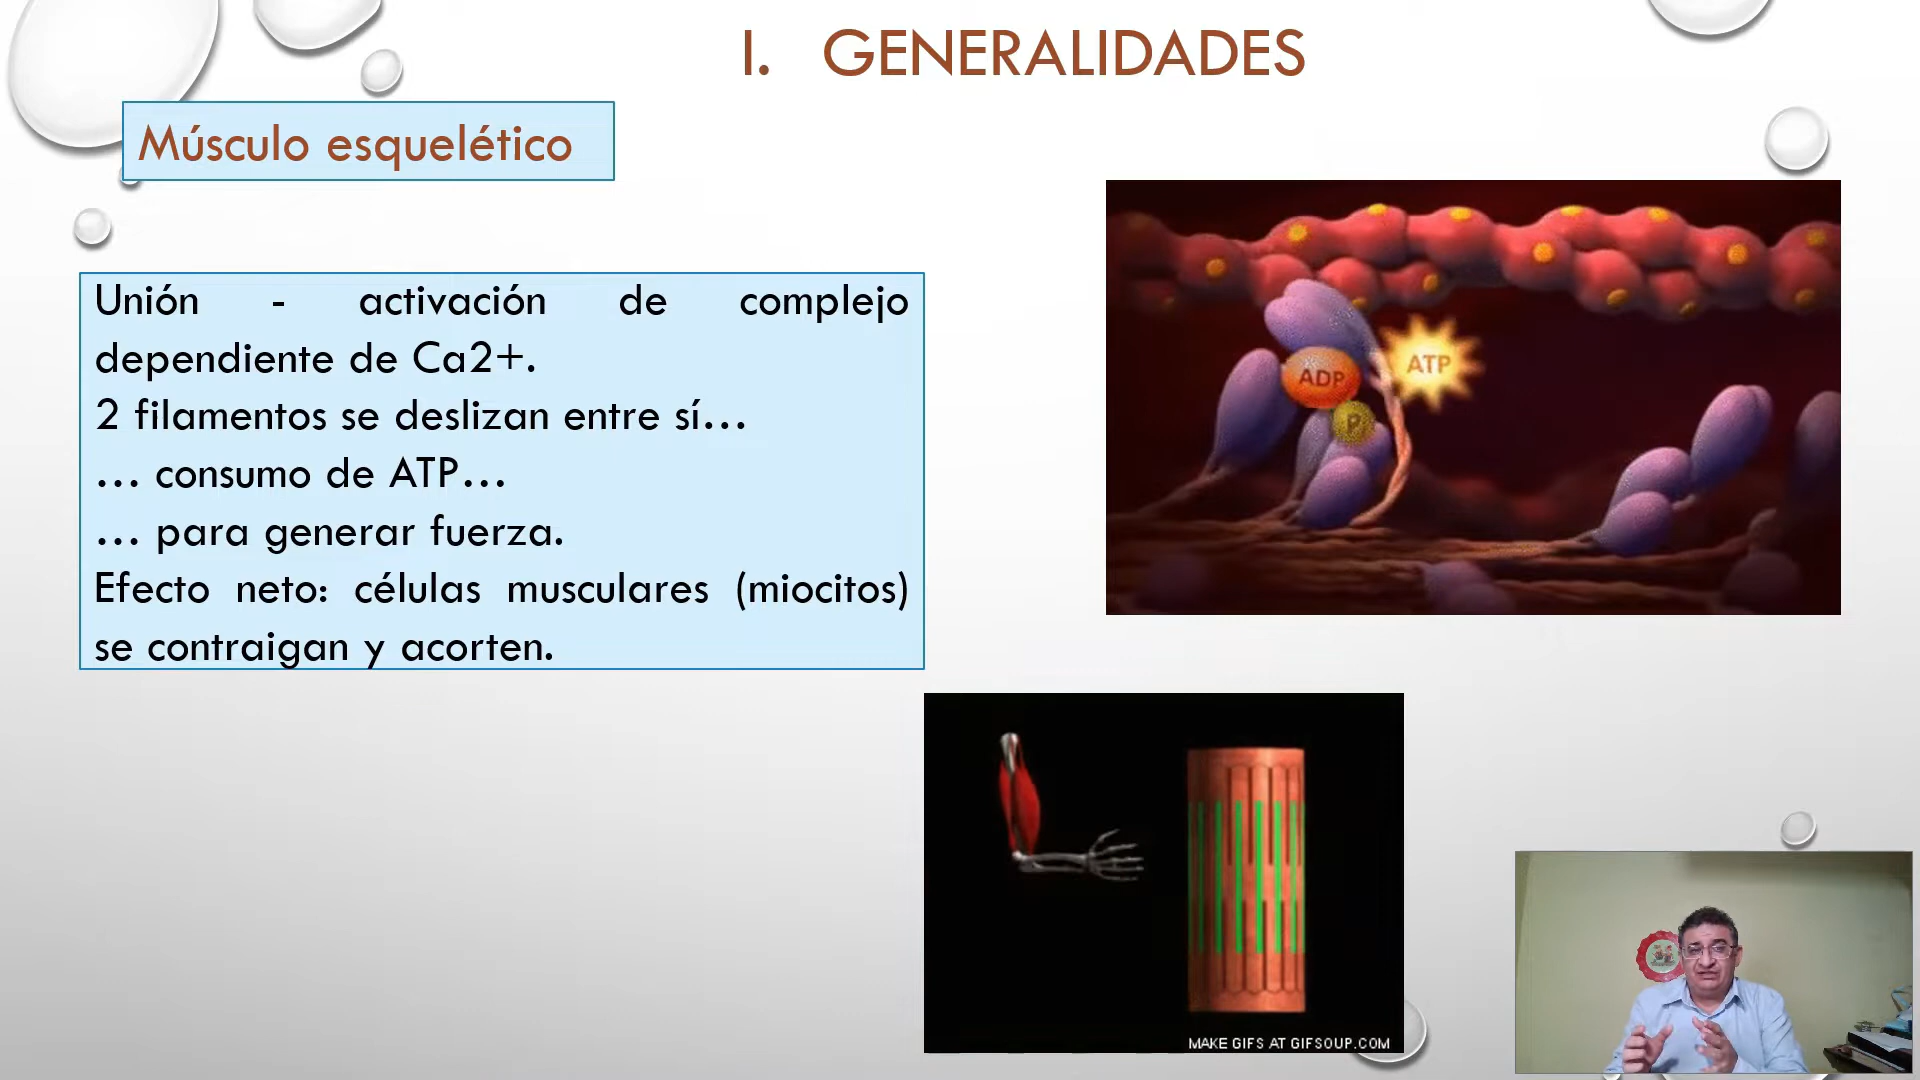 I. GENERALIDADES
Músculo esquelético
Unión - activación de complejo
dependiente de Ca2+.
2 filamentos se deslizan entre sí...
... consumo de ATP...
... para generar fuerza.
Efecto neto: células musculares (miocitos)
se contraigan y acorten.
ATP
ADP
P
MAKE GIFS AT GIFSOUP.COM